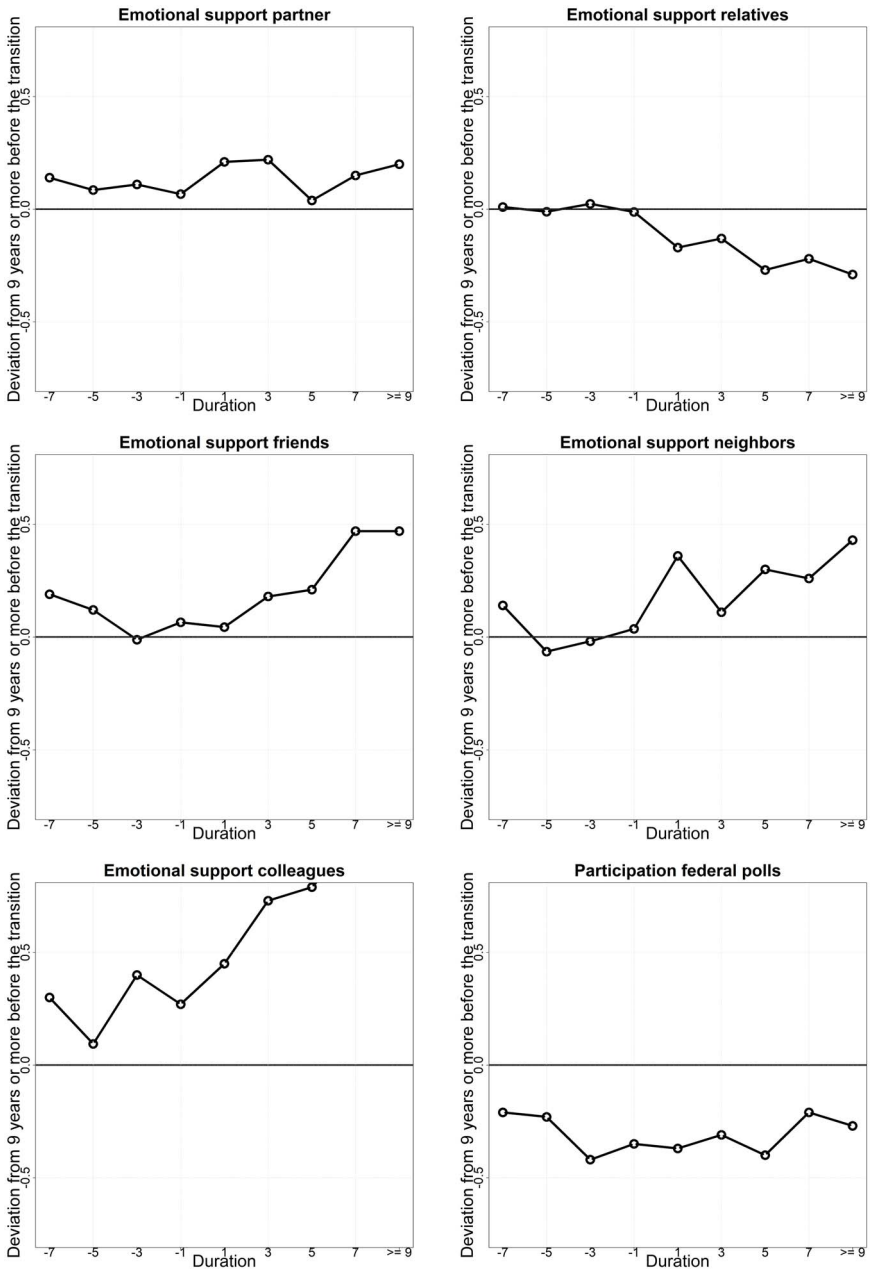 Emotional support partner
Deviation from 9 years or more before the transition
0.5
0.0
-0.5
-7 -5 -3 -1 1 3 5 7 >= 9
Duration
Emotional support relatives
Deviation from 9 years or more before the transition
0.5
0.0
-0.5
-7 -5 -3 -1 1 3 5 7 >= 9
Duration
Emotional support friends
Deviation from 9 years or more before the transition
0.5
0.0
-0.5
-7 -5 -3 -1 1 3 5 7 >= 9
Duration
Emotional support neighbors
Deviation from 9 years or more before the transition
0.5
0.0
-0.5
-7 -5 -3 -1 1 3 5 7 >= 9
Duration
Emotional support colleagues
Deviation from 9 years or more before the transition
0.5
0.0
-0.5
-7 -5 -3 -1 1 3 5 7 >= 9
Duration
Participation federal polls
Deviation from 9 years or more before the transition
0.5
0.0
-0.5
-7 -5 -3 -1 1 3 5 7 >= 9
Duration